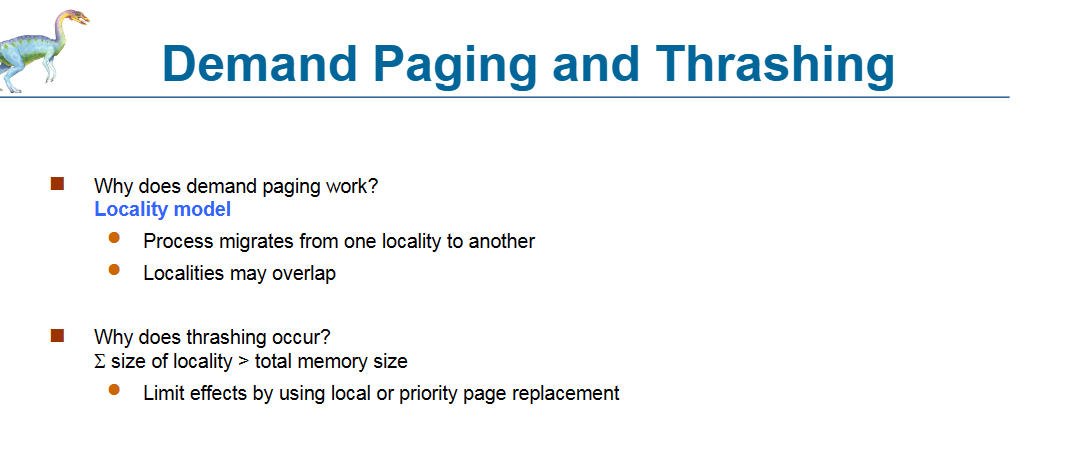 Demand Paging and Thrashing
Why does demand paging work?
Locality model
Process migrates from one locality to another
Localities may overlap
Why does thrashing occur?
Σ size of locality > total memory size
Limit effects by using local or priority page replacement